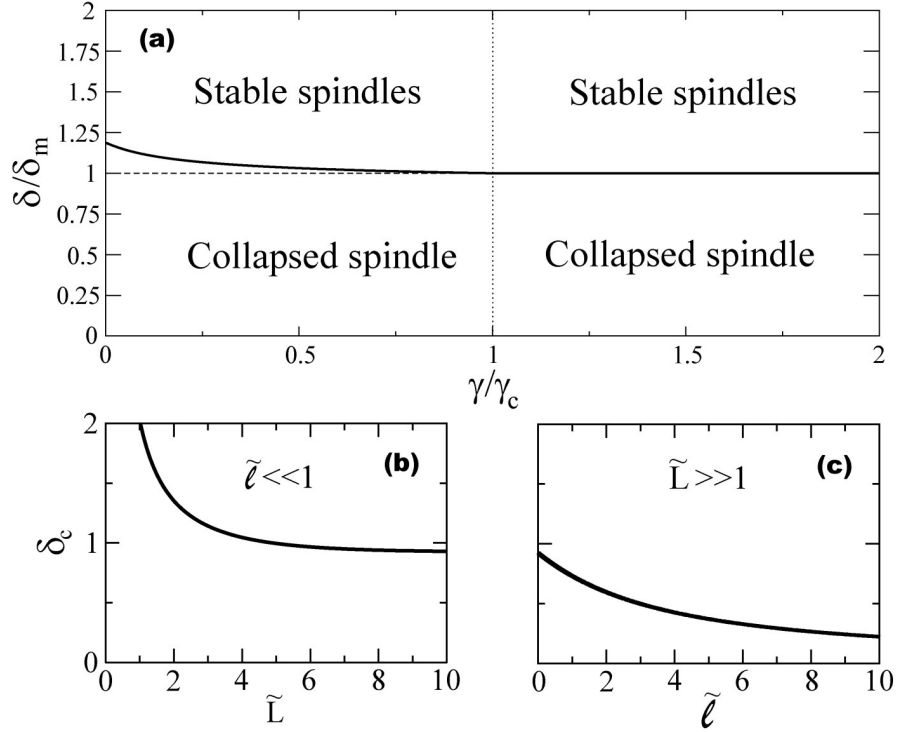 (a)
2
1.75
1.5
1.25
1
0.75
0.5
0.25
0
δ/δm
Stable spindles
Stable spindles
Collapsed spindle
Collapsed spindle
0
0.5
1
1.5
2
γ/γc
(b)
2
1
0
δc
ℓ̃<<1
0
2
4
6
8
10
L̃
(c)
L̃>>1
0
2
4
6
8
10
ℓ̃